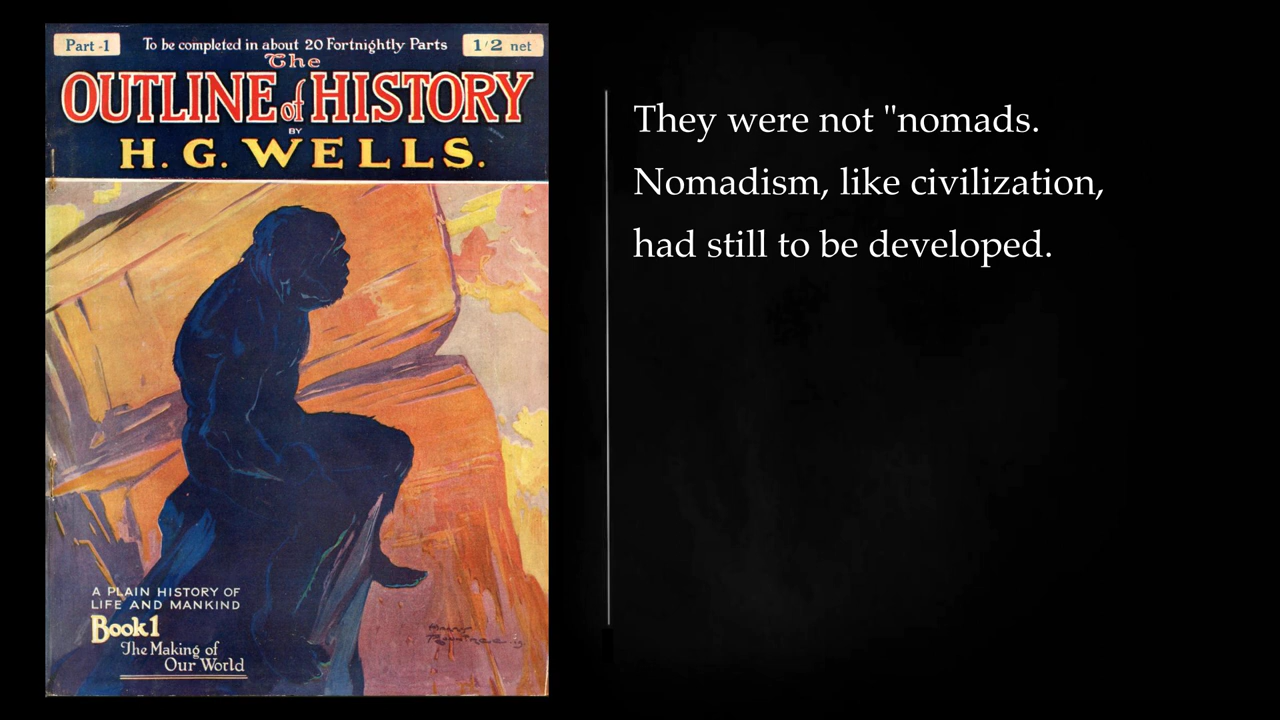 Part -1
To be completed in about 20 Fortnightly Parts
1/2 net
The
OUTLINE of HISTORY
BY
H. G. WELLS.
A PLAIN HISTORY OF
LIFE AND MANKIND
Book 1
The Making of
Our World
They were not "nomads.
Nomadism, like civilization,
had still to be developed.